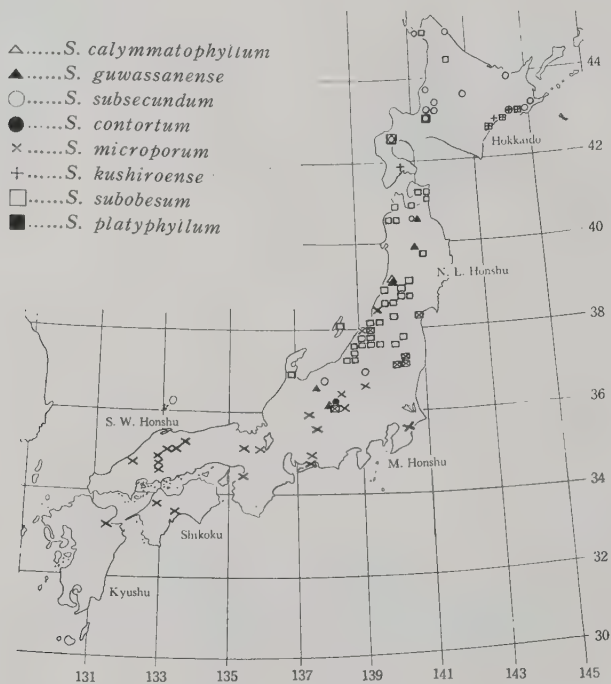 △......S. calymmatophyllum
▲......S. guwassanense
○......S. subsecundum
●......S. contortum
×......S. microporum
+......S. kushiroense
□......S. subobesum
■......S. platyphyllum
44
Hokkaido
42
40
N. L. Honshu
38
36
S. W. Honshu
M. Honshu
34
Shikoku
32
Kyushu
30
131 133 135 137 139 141 143 145